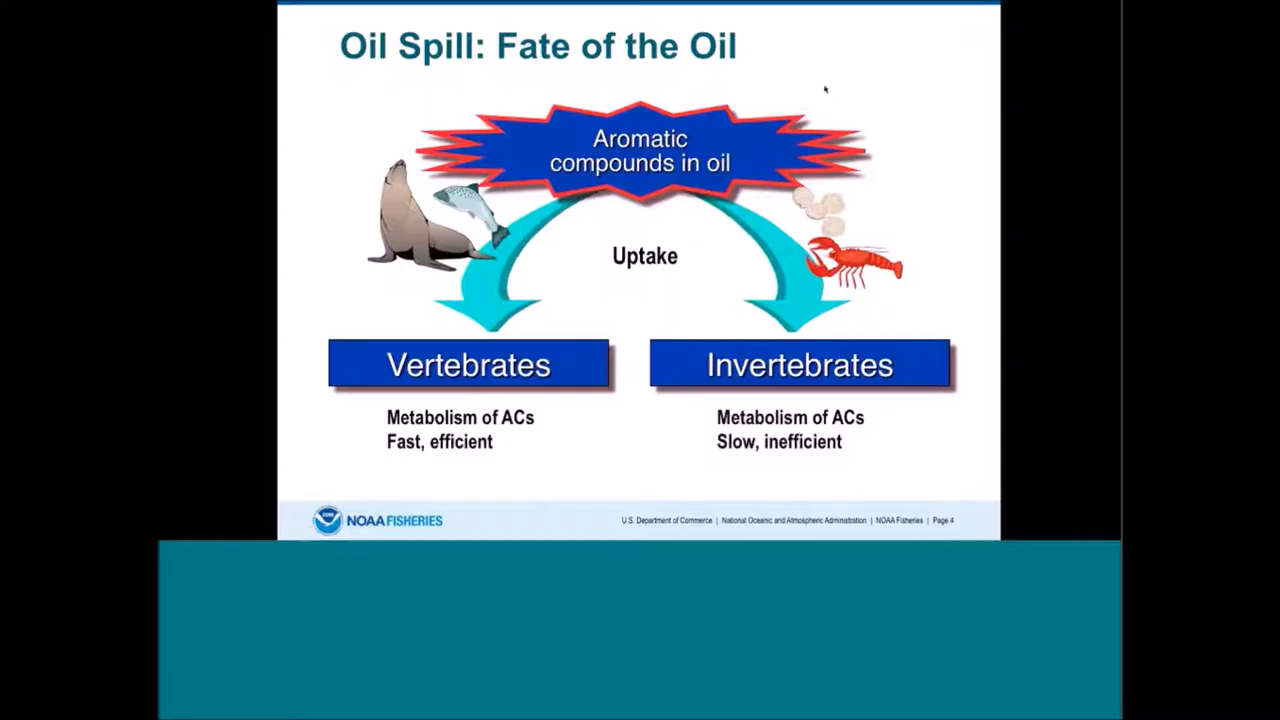 Oil Spill: Fate of the Oil
Aromatic
compounds in oil
Uptake
Vertebrates
Invertebrates
Metabolism of ACs
Fast, efficient
Metabolism of ACs
Slow, inefficient
NOAA FISHERIES
U.S. Department of Commerce | National Oceanic and Atmospheric Administration | NOAA Fisheries | Page 4